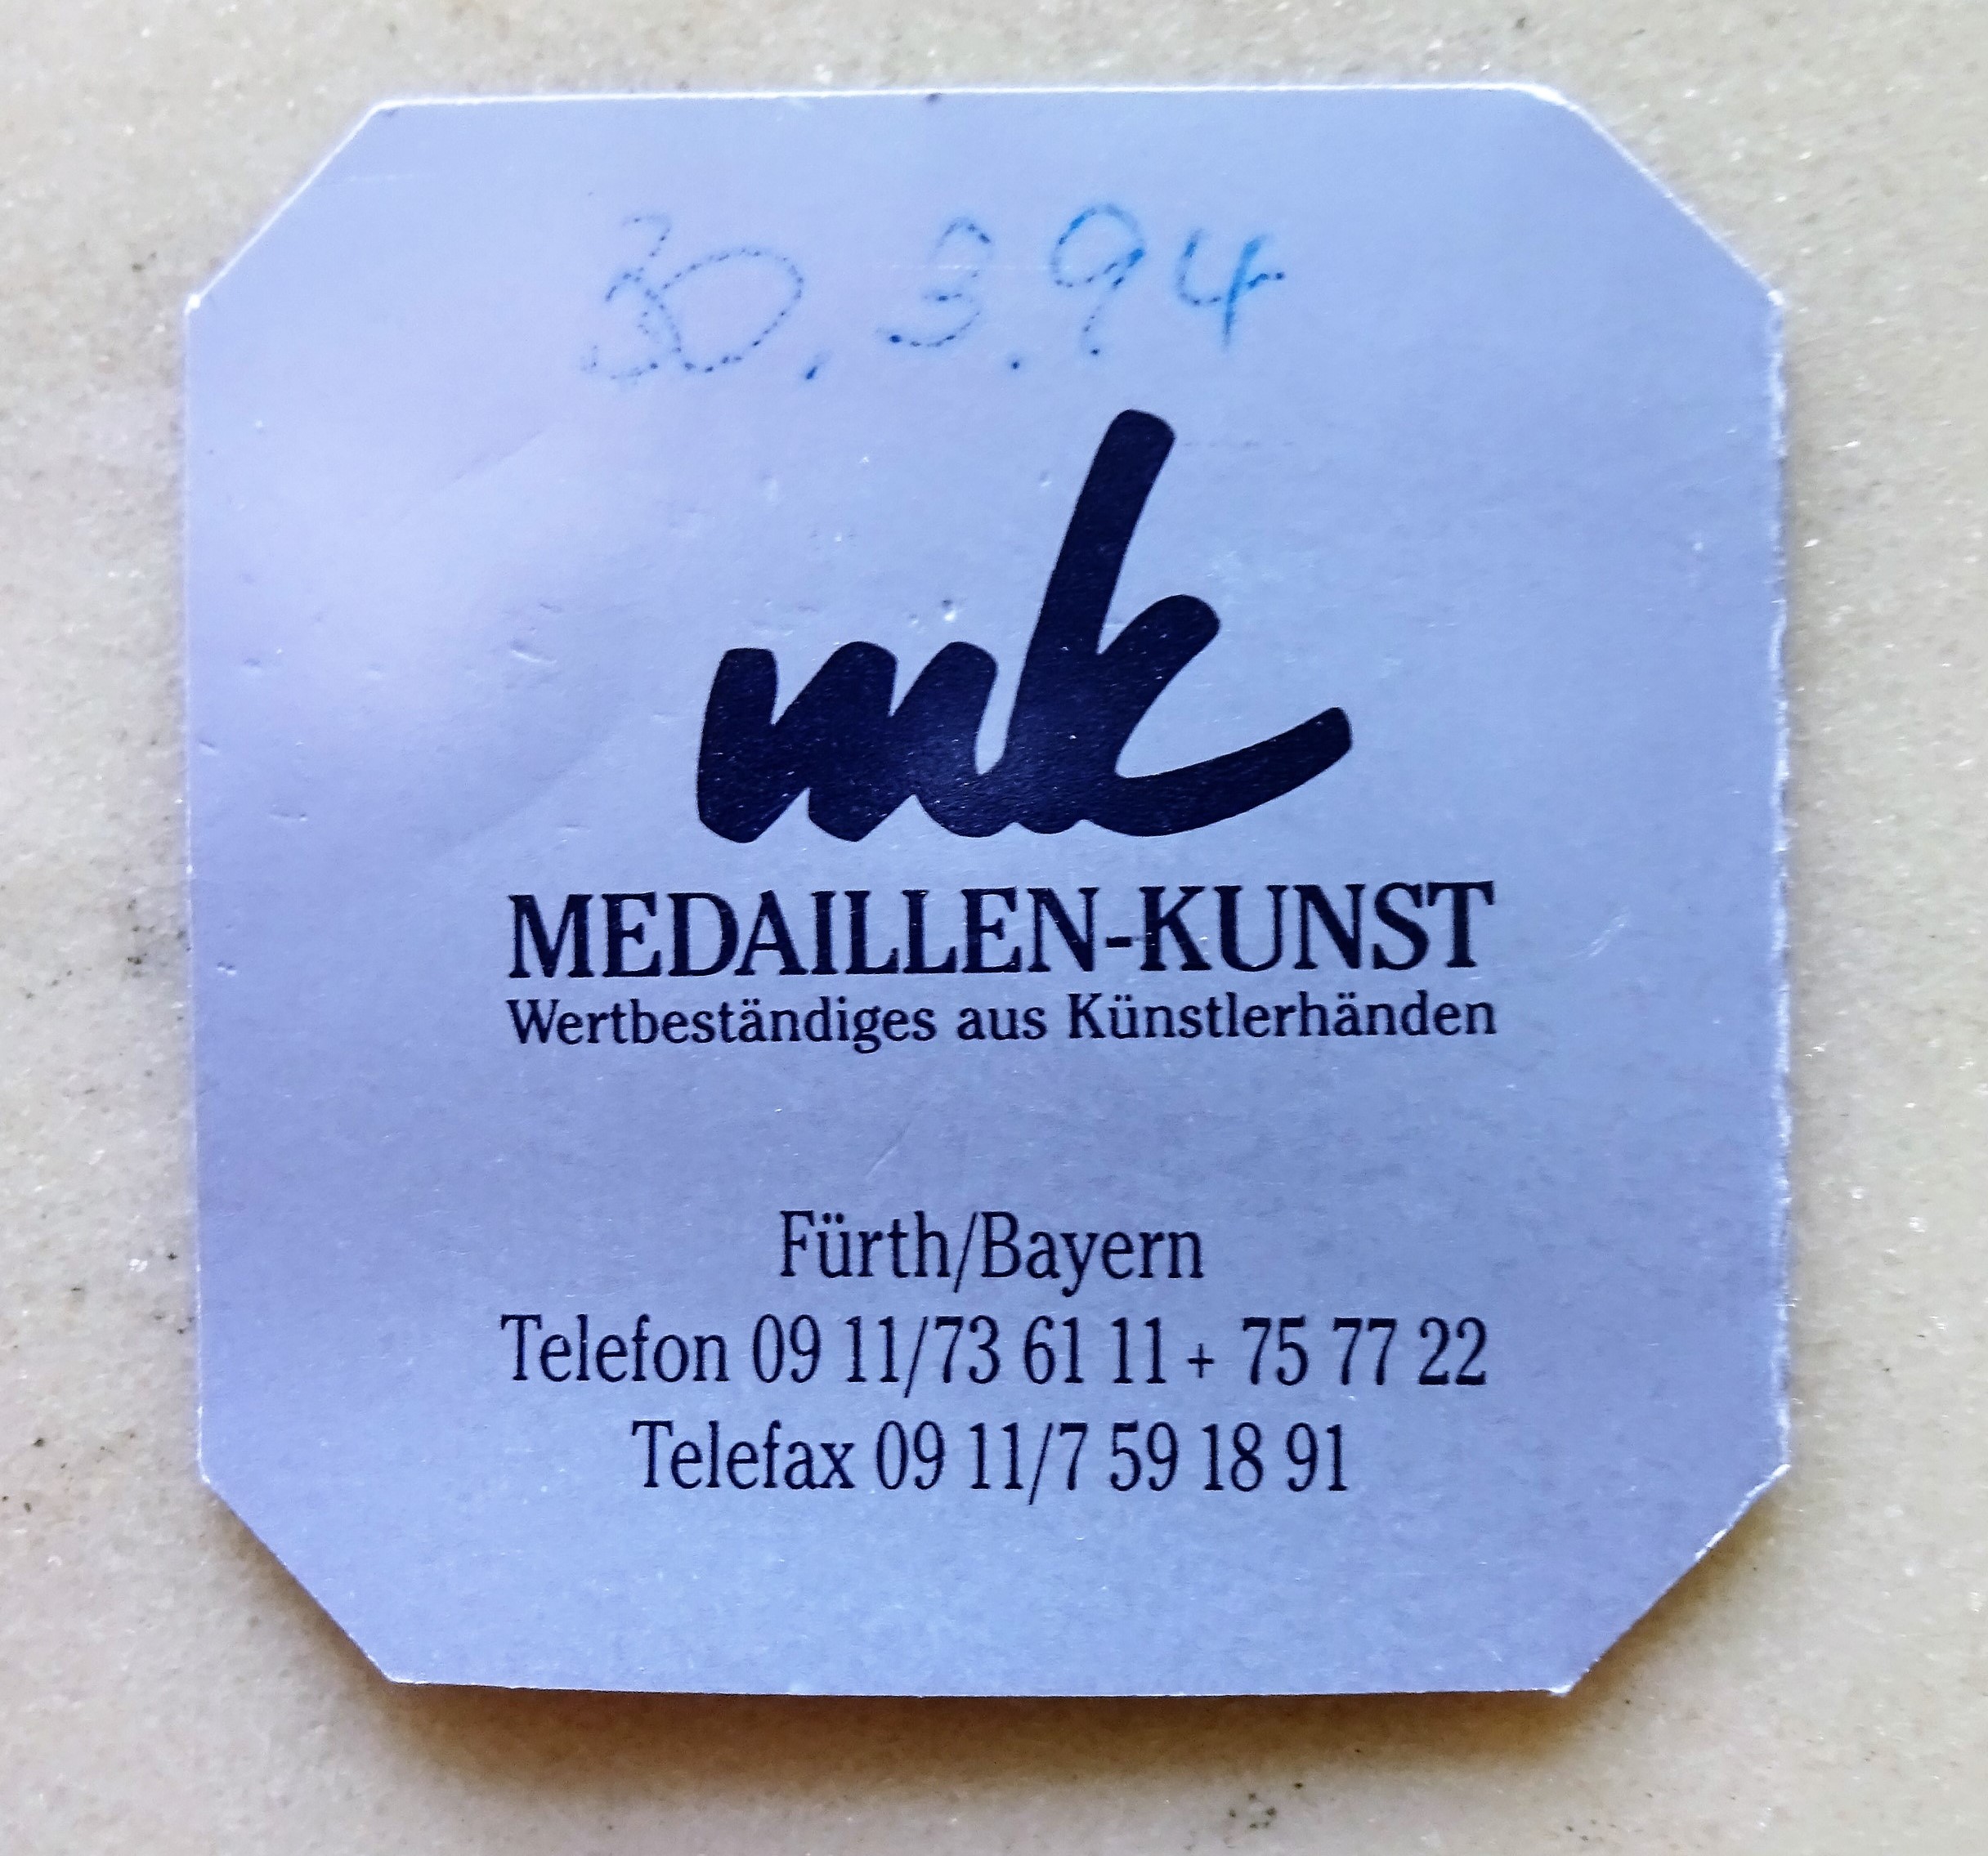 30.3.94
mk
MEDAILLEN-KUNST
Wertbeständiges aus Künstlerhänden
Fürth/Bayern
Telefon 09 11/73 61 11 + 75 77 22
Telefax 09 11/7 59 18 91